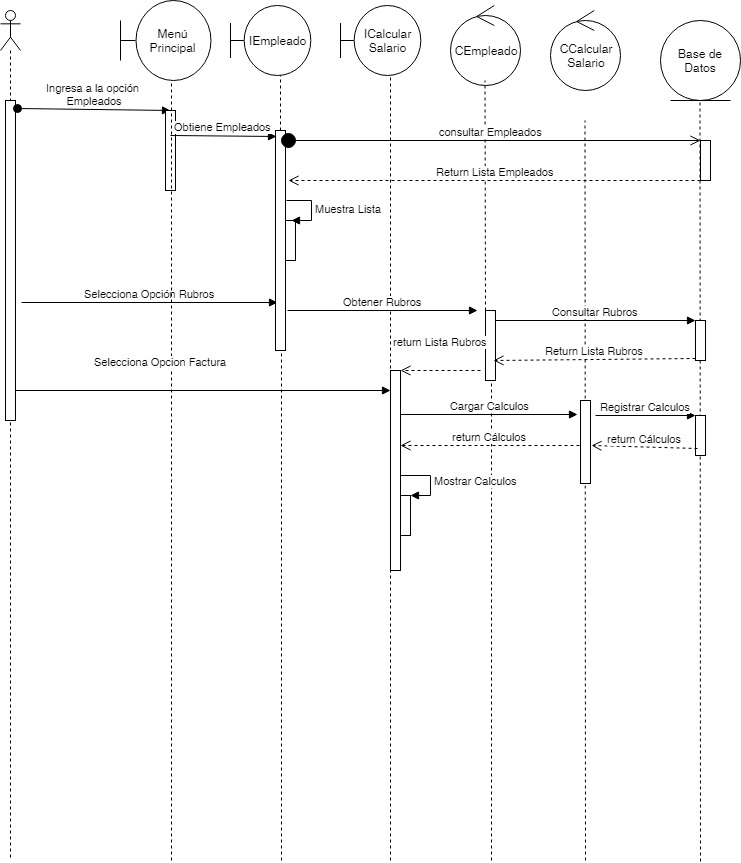 Menú
Principal
IEmpleado
ICalcular
Salario
CEmpleado
CCalcular
Salario
Base de
Datos
Ingresa a la opción
Empleados
Obtiene Empleados
consultar Empleados
Return Lista Empleados
Muestra Lista
Selecciona Opción Rubros
Obtener Rubros
Consultar Rubros
return Lista Rubros
Return Lista Rubros
Selecciona Opcion Factura
Cargar Calculos
Registrar Calculos
return Cálculos
return Cálculos
Mostrar Calculos